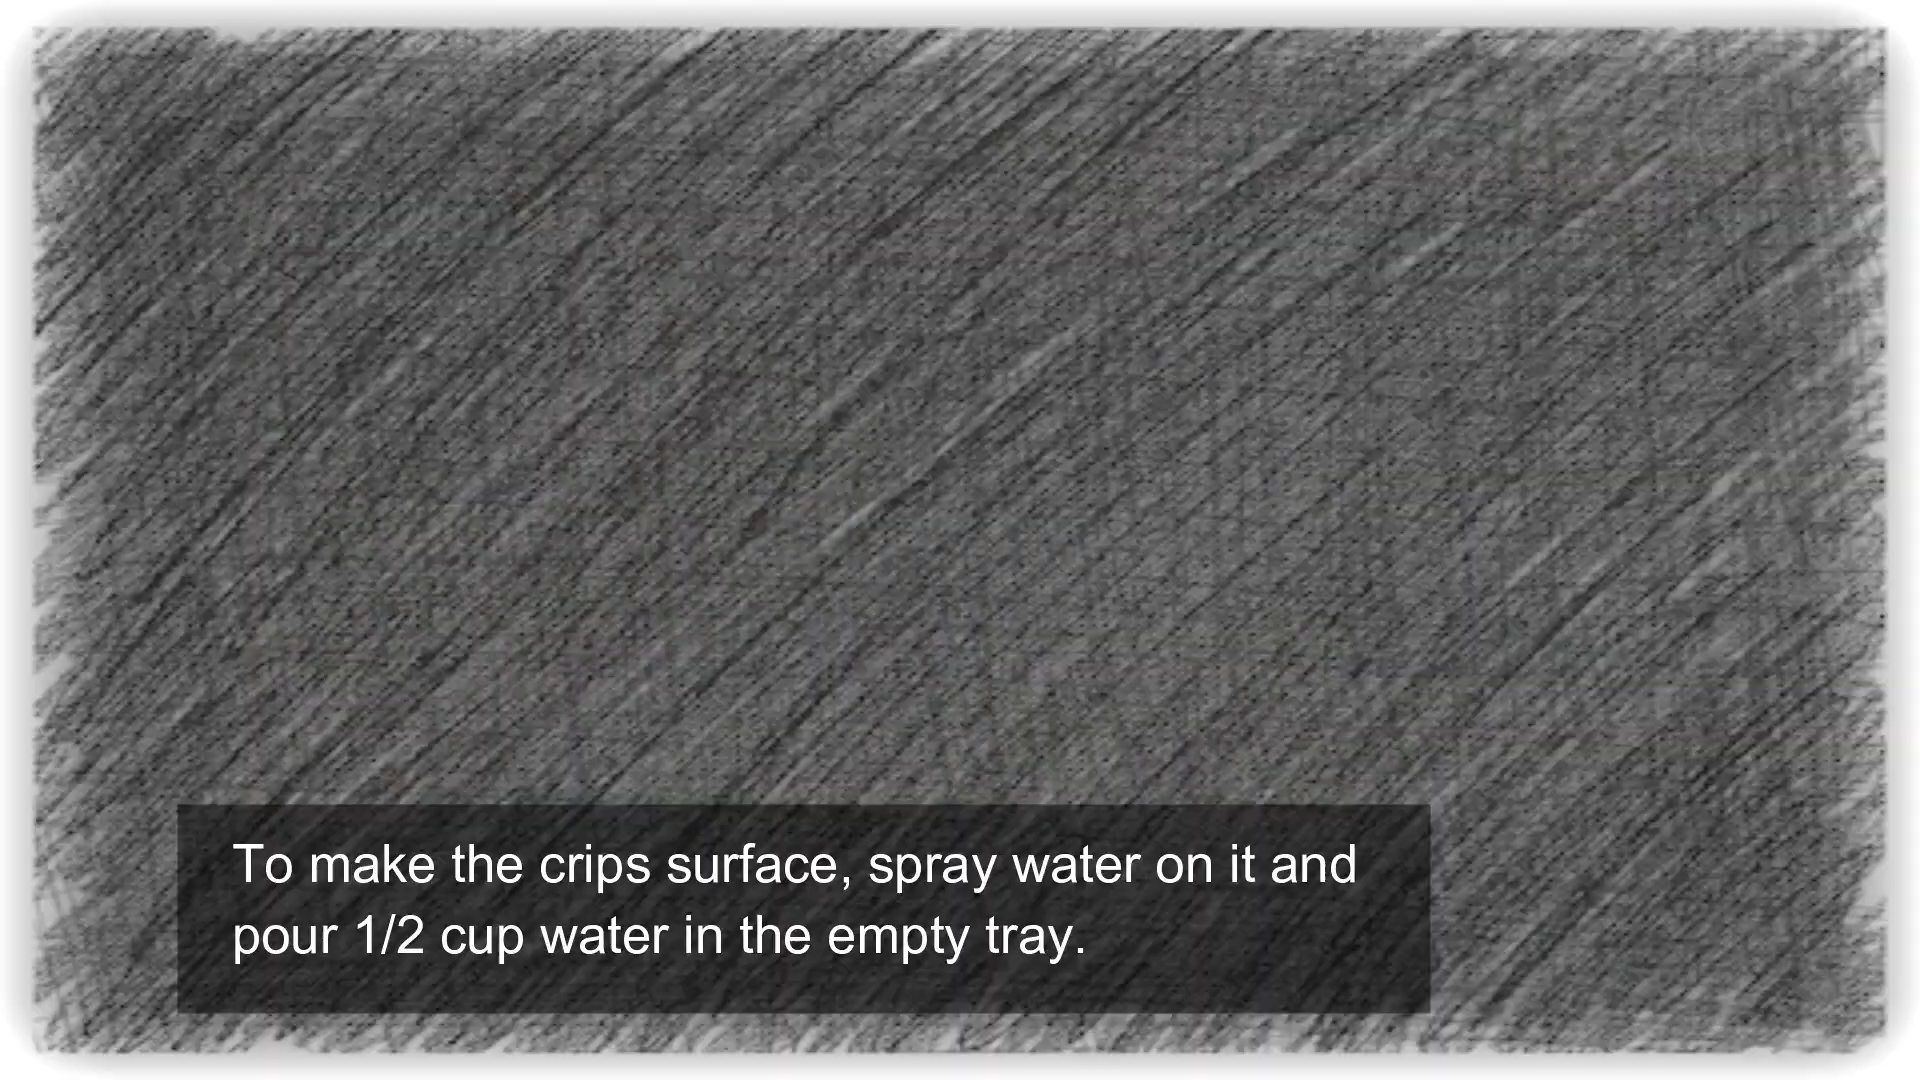 To make the crips surface, spray water on it and
pour 1/2 cup water in the empty tray.